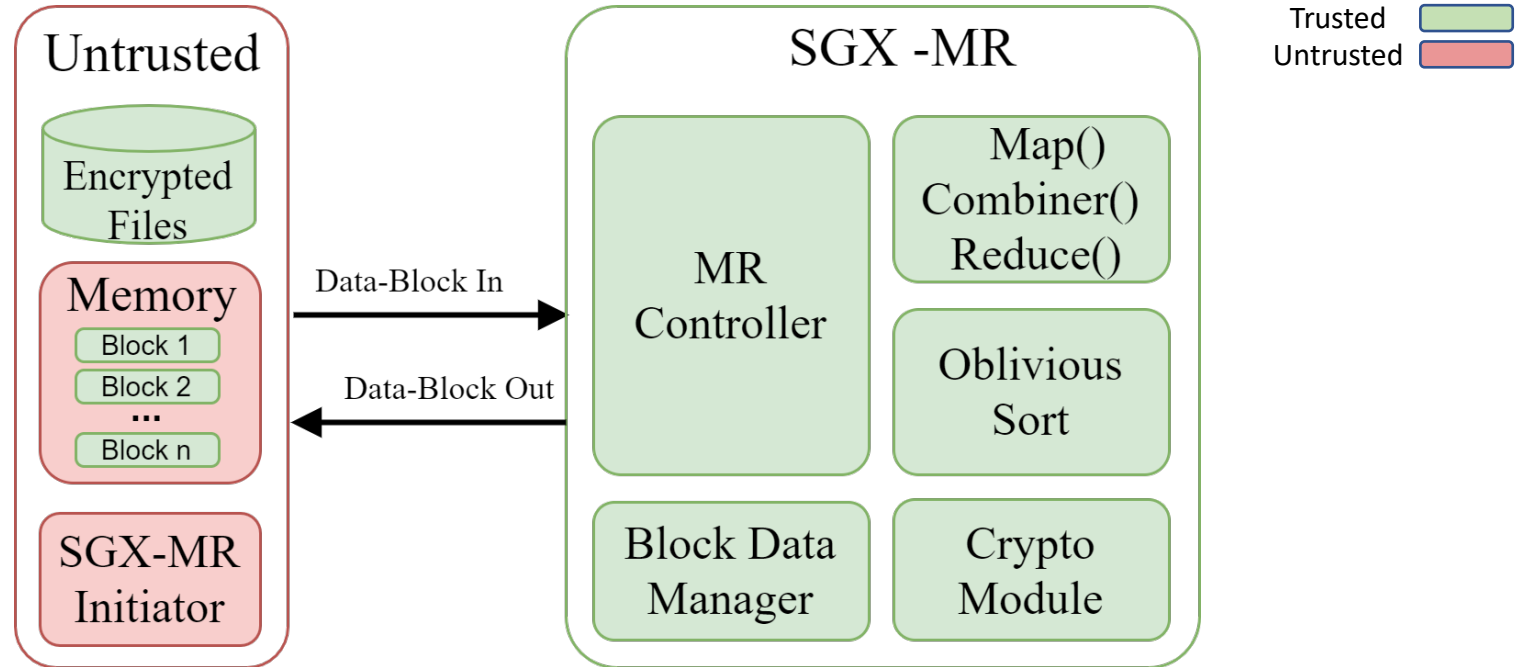 Untrusted
Encrypted
Files
Memory
Block 1
Block 2
...
Block n
SGX-MR
Initiator
Data-Block In
Data-Block Out
SGX -MR
MR
Controller
Map()
Combiner()
Reduce()
Oblivious
Sort
Block Data
Manager
Crypto
Module
Trusted
Untrusted